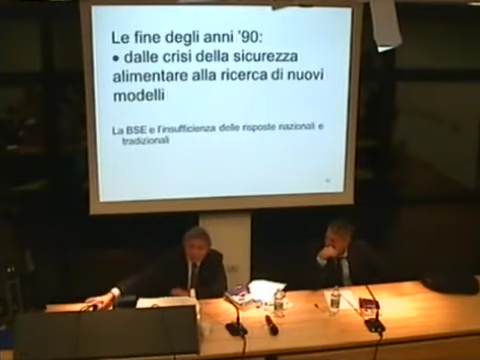 Le fine degli anni '90:
• dalle crisi della sicurezza
alimentare alla ricerca di nuovi
modelli
La BSE e l'insufficienza delle risposte nazionali e
tradizionali